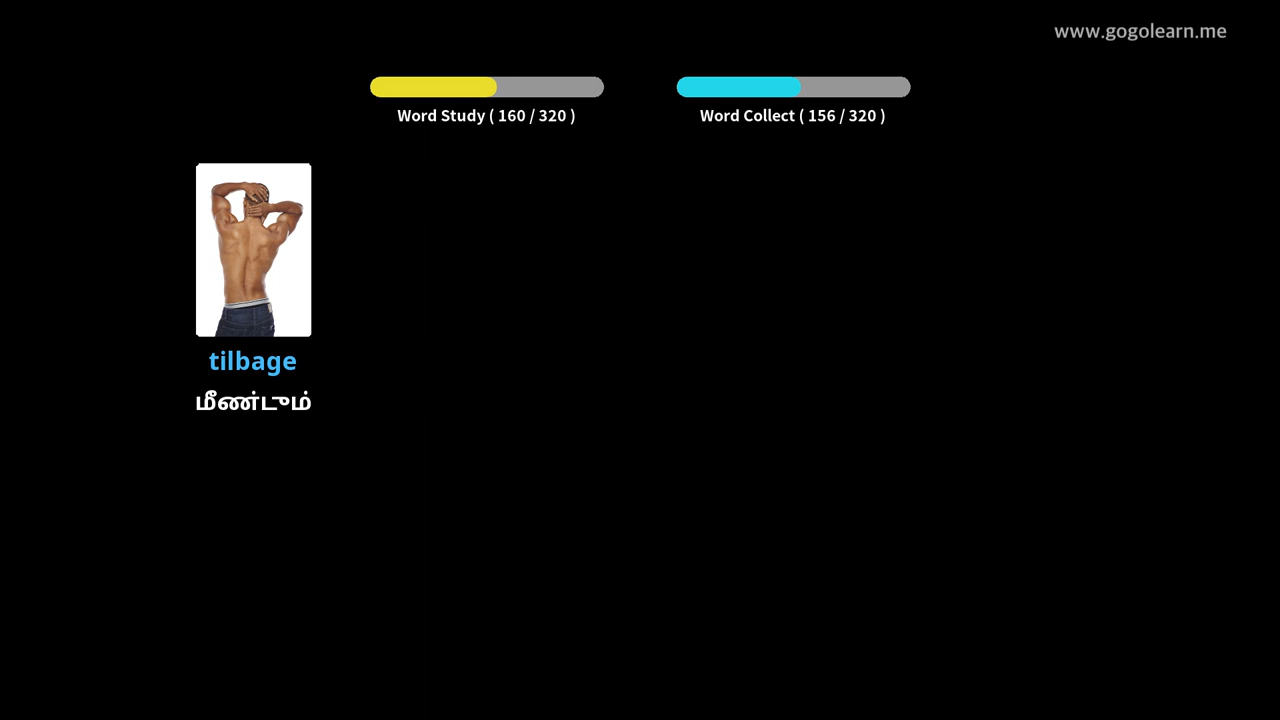 www.gogolearn.me
Word Study ( 160 / 320 )
Word Collect ( 156 / 320 )
tilbage
மீண்டும்